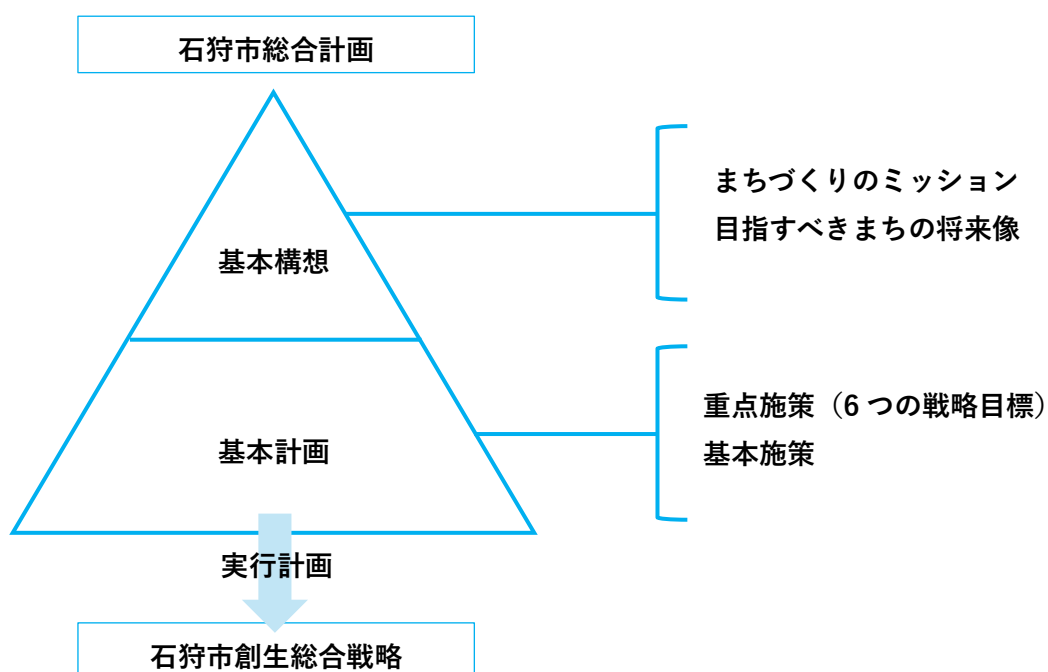 石狩市総合計画
まちづくりのミッション
目指すべきまちの将来像
基本構想
重点施策（6 つの戦略目標）
基本施策
基本計画
実行計画
石狩市創生総合戦略